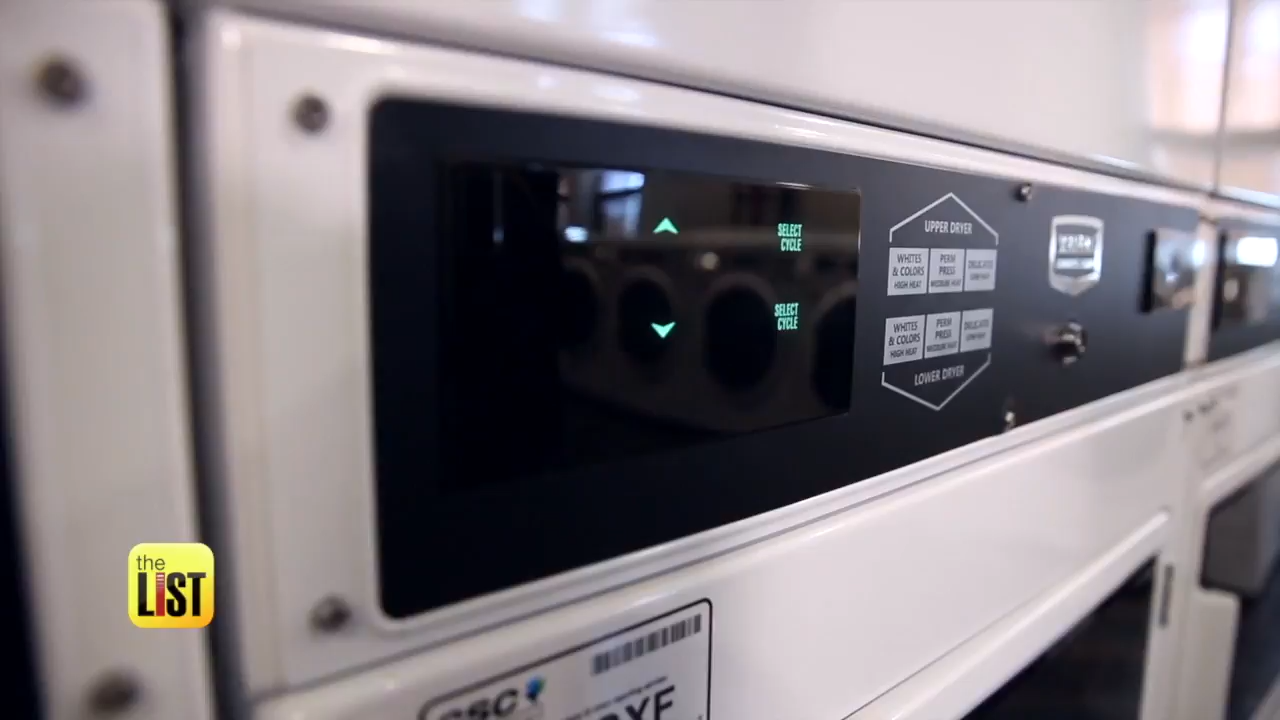 SELECT
CYCLE
SELECT
CYCLE
UPPER DRYER
WHITES
& COLORS
HIGH HEAT
PERM
PRESS
MEDIUM HEAT
DELICATES
LOW HEAT
WHITES
& COLORS
HIGH HEAT
PERM
PRESS
MEDIUM HEAT
DELICATES
LOW HEAT
LOWER DRYER
the
LIST
CSC